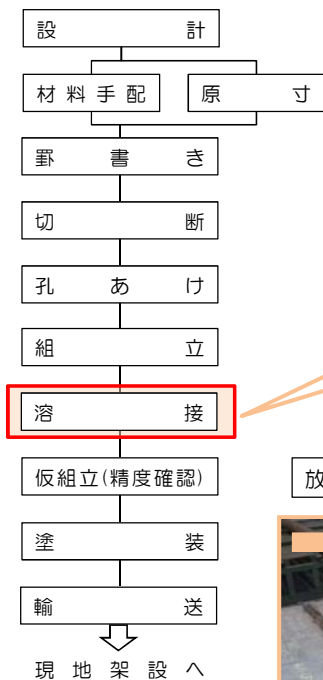 設計
材料手配 原寸
罫書き
切断
孔あけ
組立
溶接
仮組立(精度確認)
放
塗装
輸送
現地架設へ